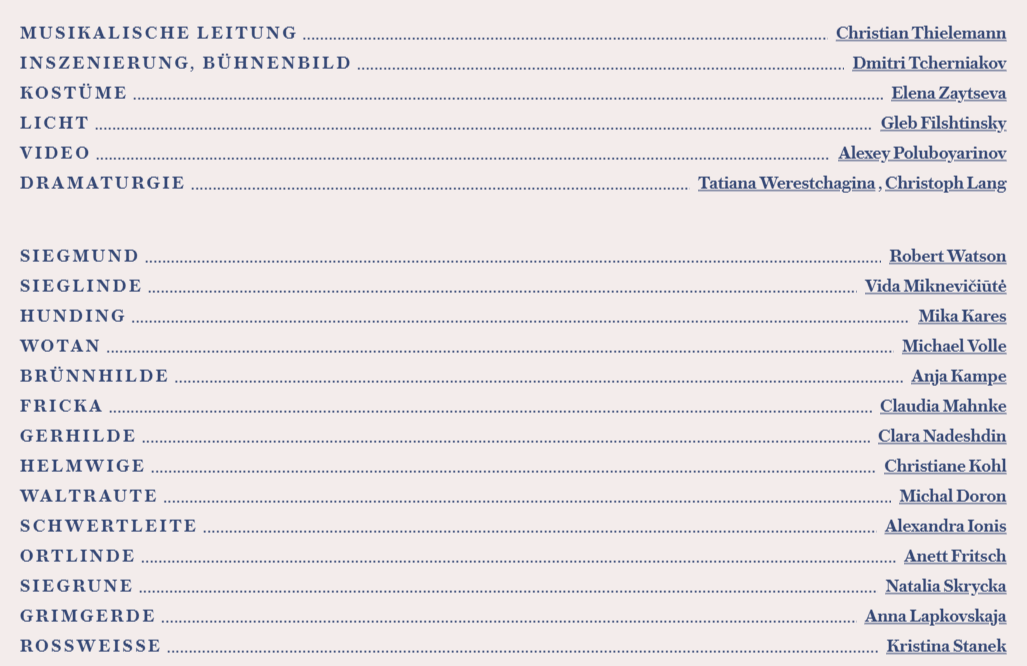 MUSIKALISCHE LEITUNG Christian Thielemann
INSZENIERUNG, BÜHNENBILD Dmitri Tcherniakov
KOSTÜME Elena Zaytseva
LICHT Gleb Filshtinsky
VIDEO Alexey Poluboyarinov
DRAMATURGIE Tatiana Werestchagina , Christoph Lang
SIEGMUND Robert Watson
SIEGLINDE Vida Miknevičiūtė
HUNDING Mika Kares
WOTAN Michael Volle
BRÜNNHILDE Anja Kampe
FRICKA Claudia Mahnke
GERHILDE Clara Nadeshdin
HELMWIGE Christiane Kohl
WALTRAUTE Michal Doron
SCHWERTLEITE Alexandra Ionis
ORTLINDE Anett Fritsch
SIEGRUNE Natalia Skrycka
GRIMGERDE Anna Lapkovskaja
ROSSWEISSE Kristina Stanek